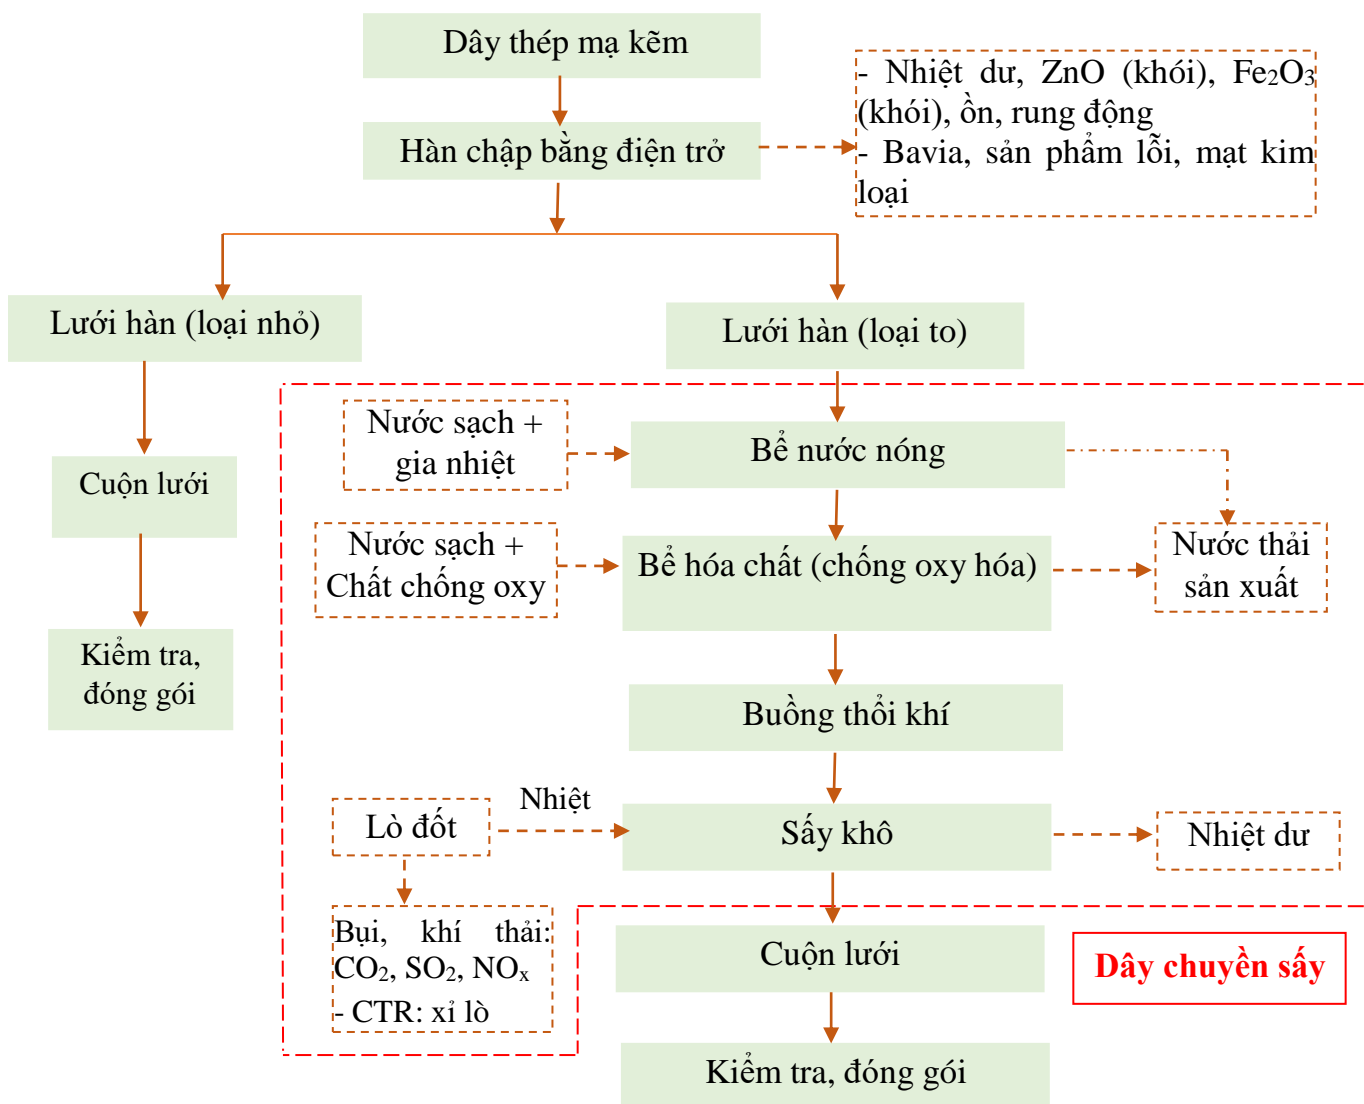 Dây thép mạ kẽm
- Nhiệt dư, ZnO (khói), Fe₂O₃
(khói), ồn, rung động
- Bavia, sản phẩm lỗi, mạt kim
loại
Hàn chập bằng điện trở
Lưới hàn (loại nhỏ)
Lưới hàn (loại to)
Nước sạch +
gia nhiệt
Bể nước nóng
Cuộn lưới
Nước sạch +
Chất chống oxy
Bể hóa chất (chống oxy hóa)
Nước thải
sản xuất
Kiểm tra,
đóng gói
Buồng thổi khí
Nhiệt
Lò đốt
Sấy khô
Nhiệt dư
Bụi, khí thải:
CO₂, SO₂, NOₓ
- CTR: xỉ lò
Cuộn lưới
Dây chuyền sấy
Kiểm tra, đóng gói